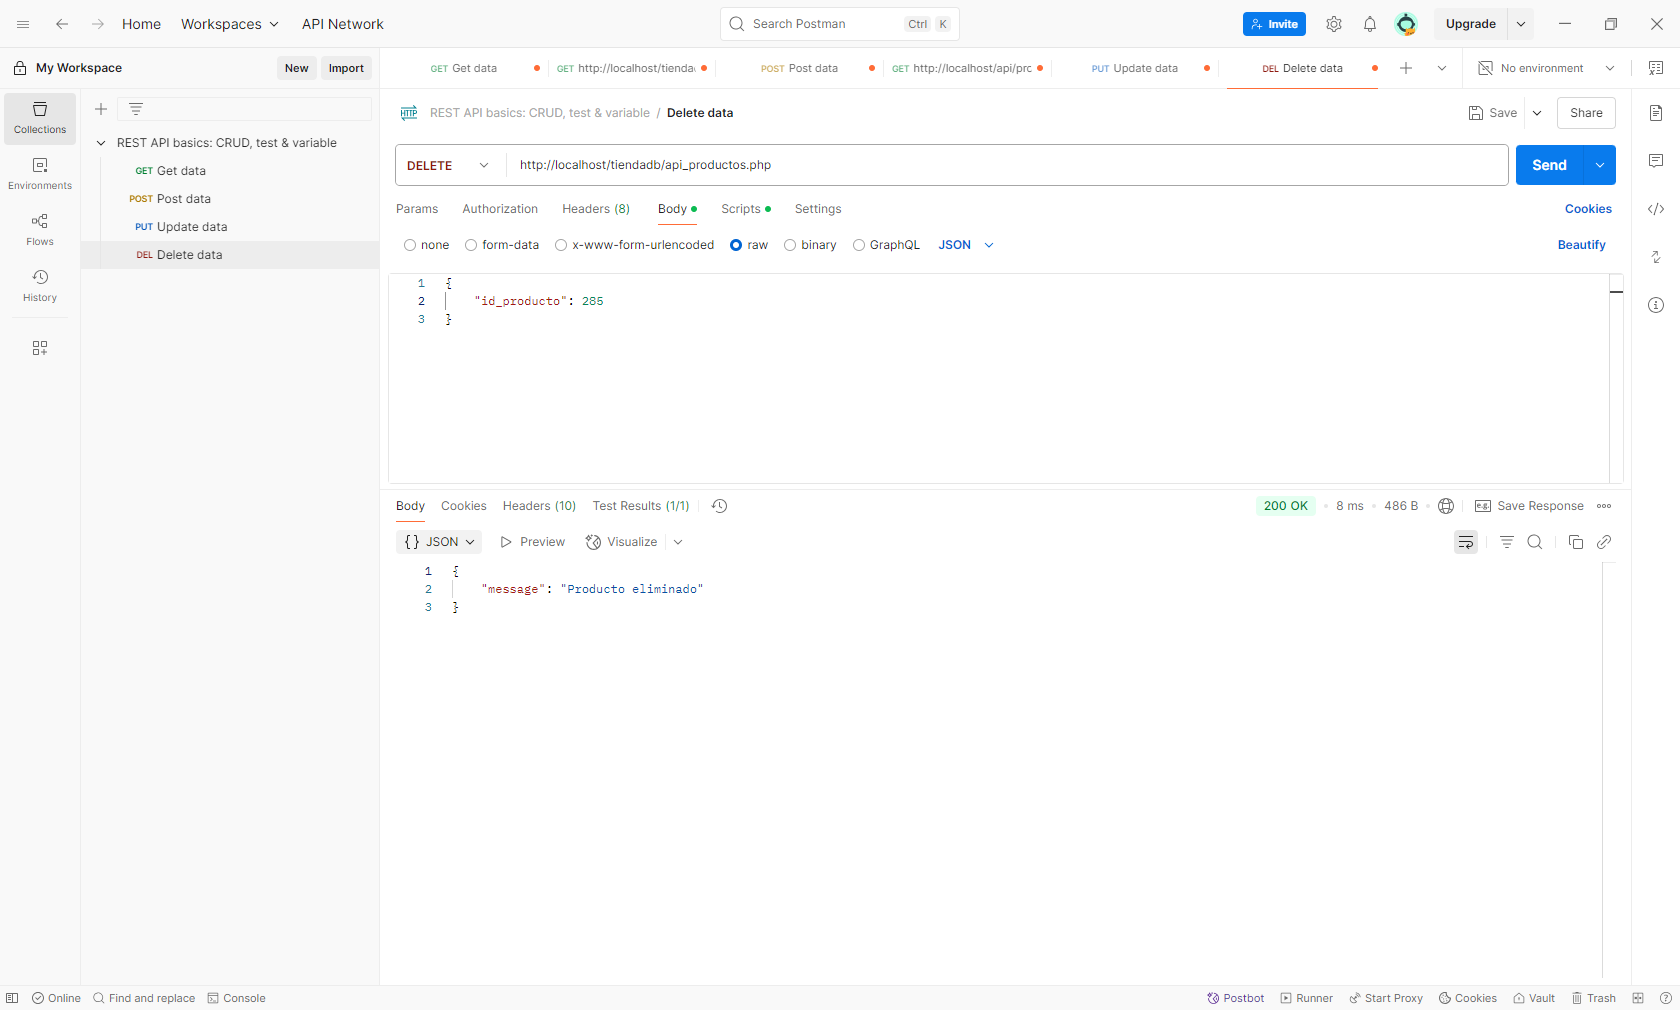 Home Workspaces API Network Search Postman Ctrl K Invite Upgrade
My Workspace New Import GET Get data GET http://localhost/tienda POST Post data GET http://localhost/api/prc PUT Update data DEL Delete data No environment
Collections
Environments
Flows
History
REST API basics: CRUD, test & variable
GET Get data
POST Post data
PUT Update data
DEL Delete data
HTTP REST API basics: CRUD, test & variable / Delete data Save Share
DELETE http://localhost/tiendadb/api_productos.php Send
Params Authorization Headers (8) Body Scripts Settings Cookies
none form-data x-www-form-urlencoded raw binary GraphQL JSON Beautify
1 {
2 "id_producto": 285
3 }
Body Cookies Headers (10) Test Results (1/1) 200 OK • 8 ms • 486 B e.g. Save Response
{} JSON Preview Visualize
1 {
2 "message": "Producto eliminado"
3 }
Online Find and replace Console Postbot Runner Start Proxy Cookies Vault Trash